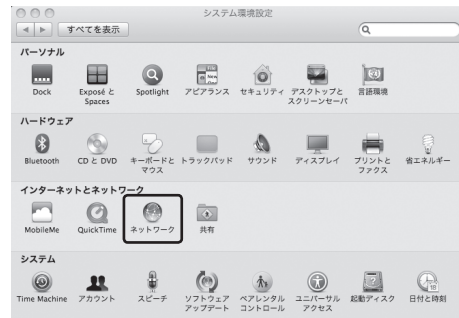 システム環境設定
すべてを表示
パーソナル
Dock
Exposé と
Spaces
Spotlight
アピアランス
セキュリティ
デスクトップと
スクリーンセーバ
言語環境
ハードウェア
Bluetooth
CD と DVD
キーボードと
マウス
トラックパッド
サウンド
ディスプレイ
プリントと
ファクス
省エネルギー
インターネットとネットワーク
MobileMe
QuickTime
ネットワーク
共有
システム
Time Machine
アカウント
スピーチ
ソフトウェア
アップデート
ペアレンタル
コントロール
ユニバーサル
アクセス
起動ディスク
日付と時刻